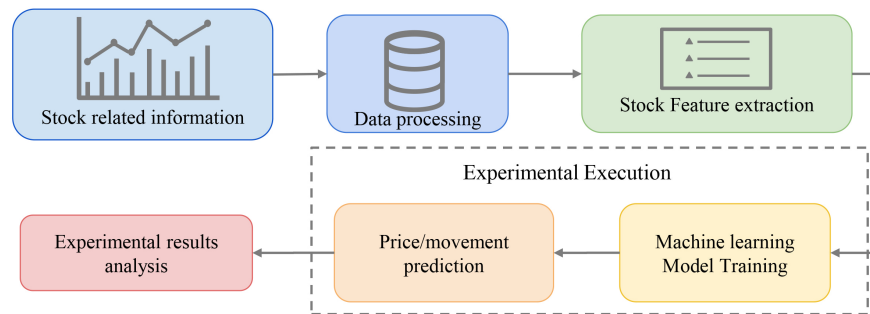 Stock related information
Data processing
Stock Feature extraction
Experimental Execution
Experimental results
analysis
Price/movement
prediction
Machine learning
Model Training